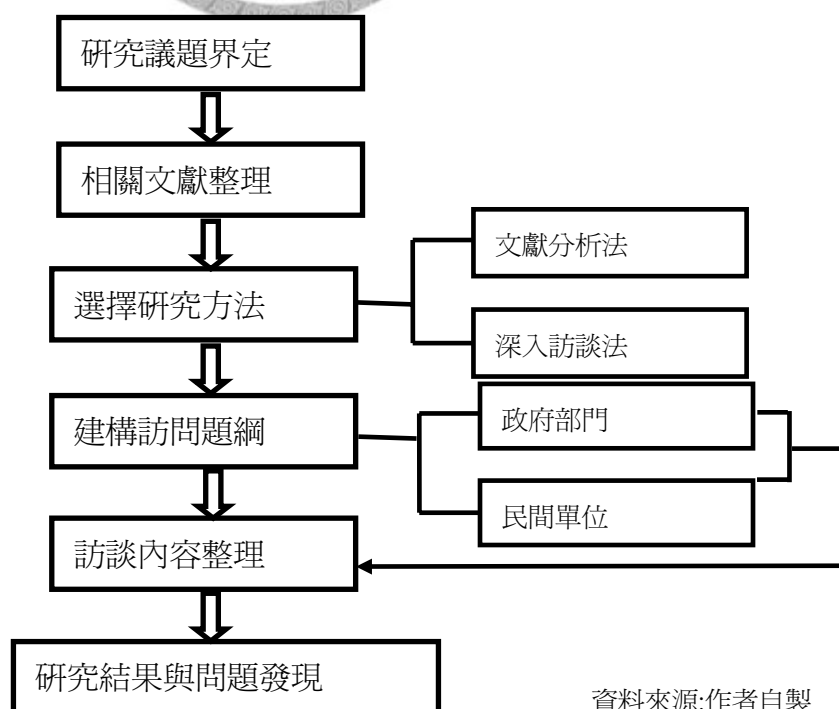 研究議題界定
相關文獻整理
選擇研究方法
文獻分析法
深入訪談法
建構訪問題綱
政府部門
民間單位
訪談內容整理
研究結果與問題發現
資料來源:作者自製